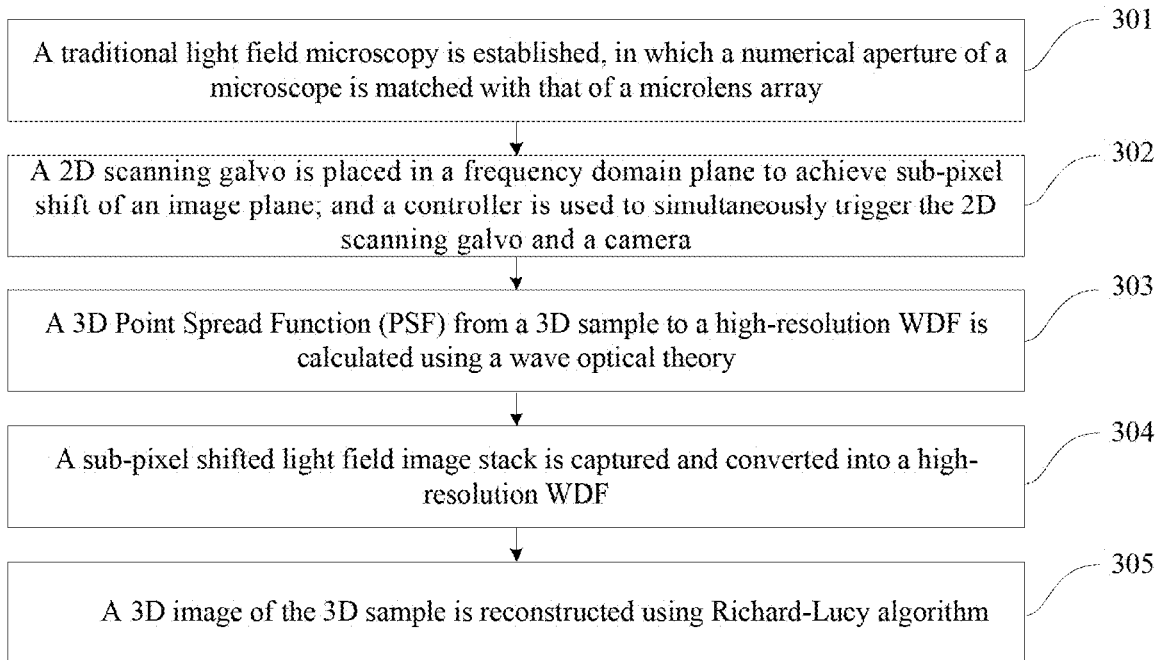 301
A traditional light field microscopy is established, in which a numerical aperture of a
microscope is matched with that of a microlens array
302
A 2D scanning galvo is placed in a frequency domain plane to achieve sub-pixel
shift of an image plane; and a controller is used to simultaneously trigger the 2D
scanning galvo and a camera
303
A 3D Point Spread Function (PSF) from a 3D sample to a high-resolution WDF is
calculated using a wave optical theory
304
A sub-pixel shifted light field image stack is captured and converted into a high-
resolution WDF
305
A 3D image of the 3D sample is reconstructed using Richard-Lucy algorithm